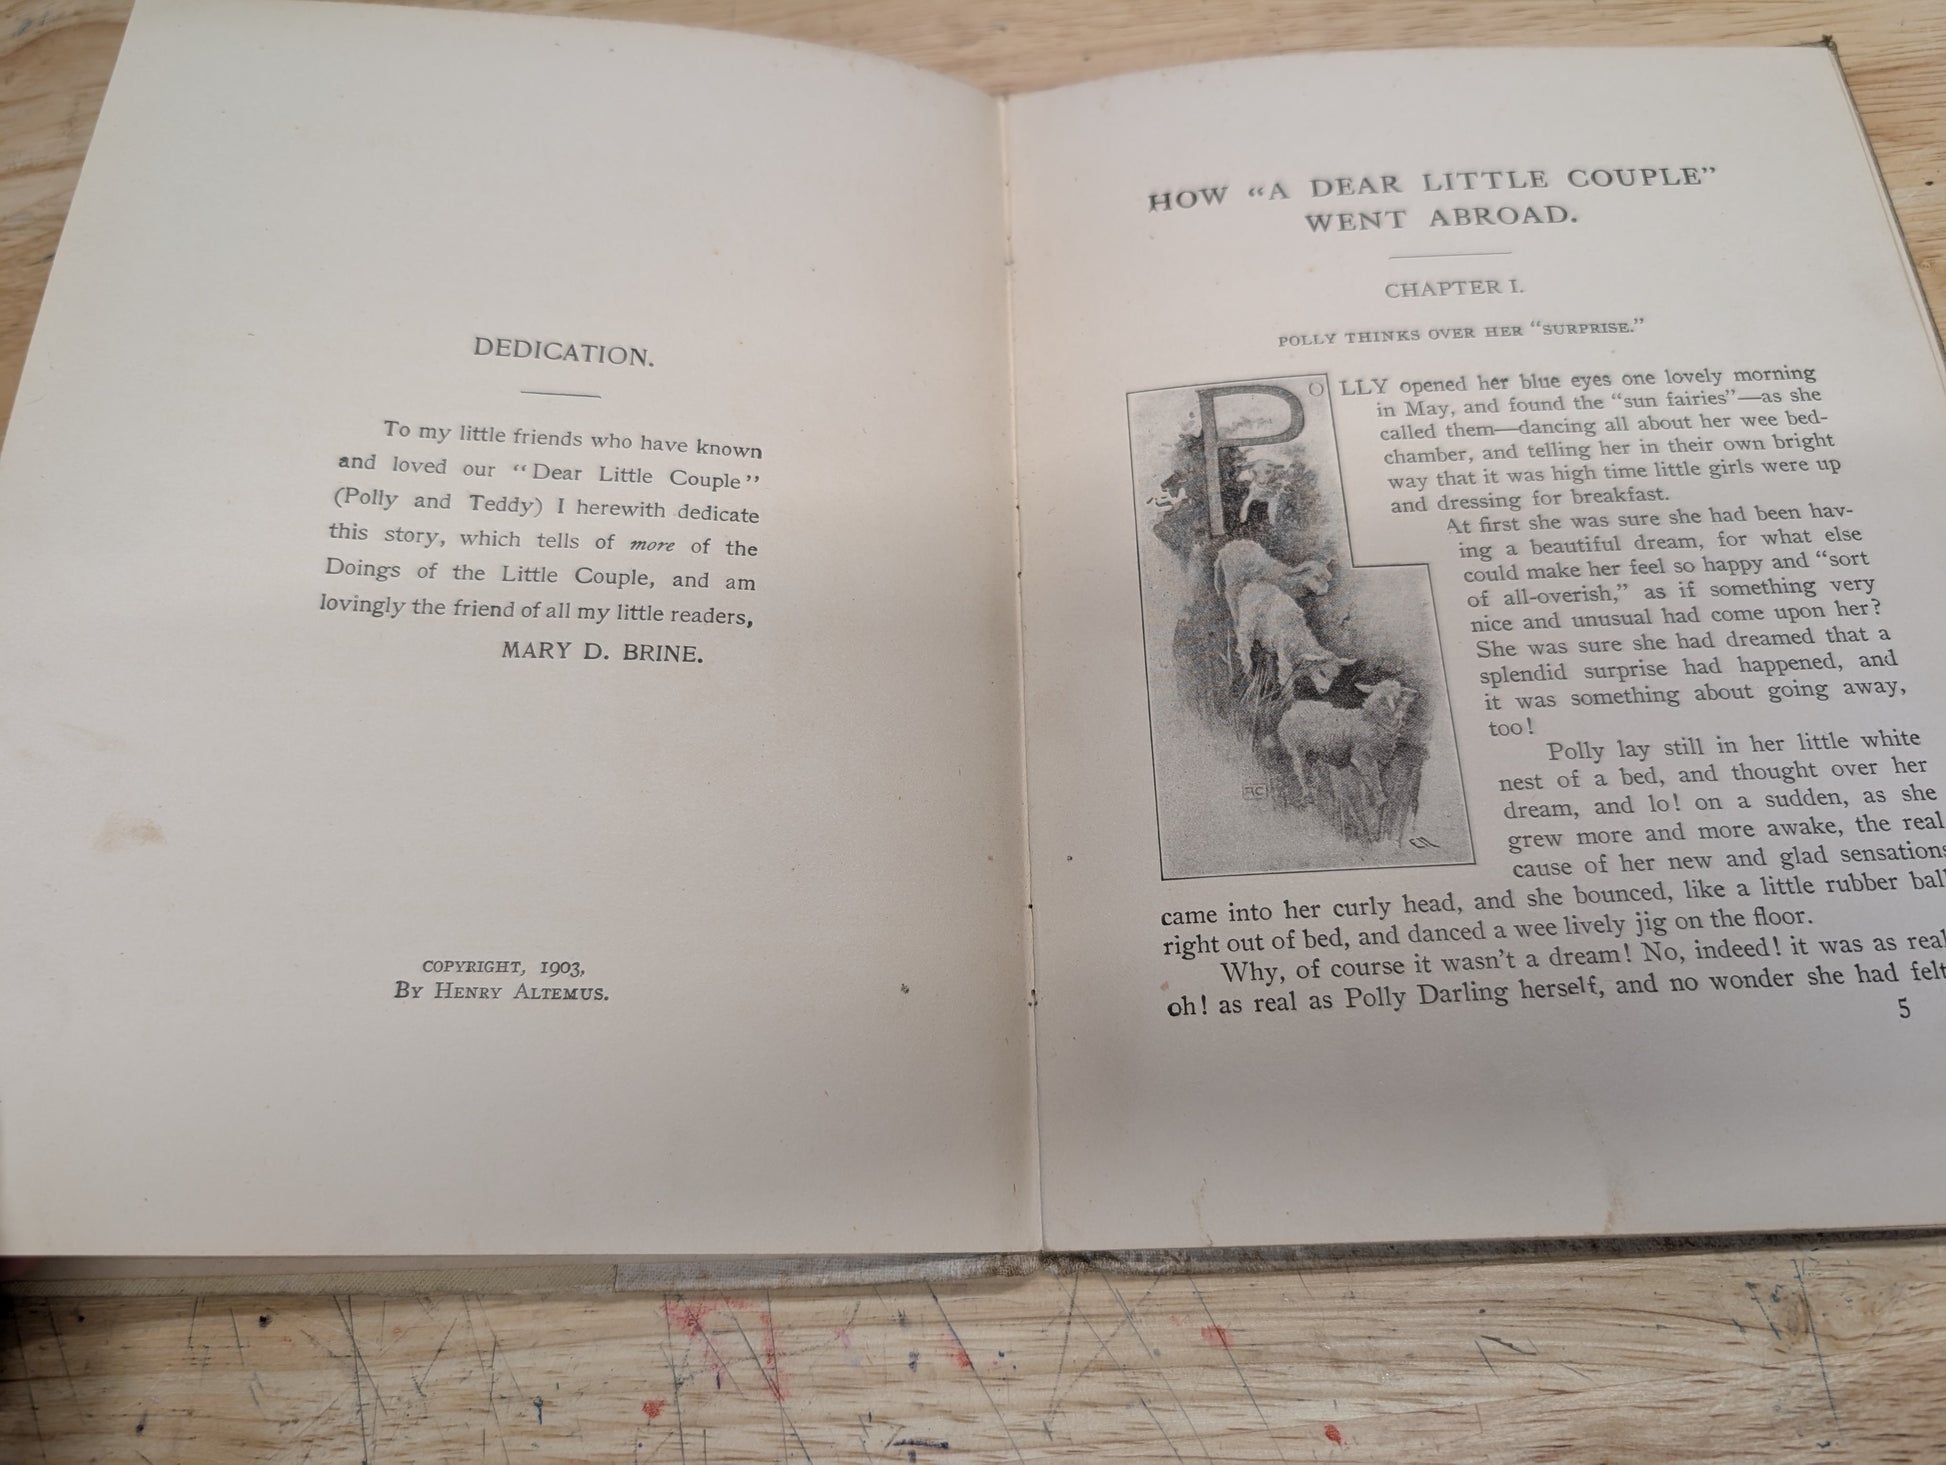 DEDICATION.
To my little friends who have known
and loved our "Dear Little Couple"
(Polly and Teddy) I herewith dedicate
this story, which tells of more of the
Doings of the Little Couple, and am
lovingly the friend of all my little readers,
MARY D. BRINE.
COPYRIGHT, 1903,
BY HENRY ALTEMUS.
HOW "A DEAR LITTLE COUPLE"
WENT ABROAD.
CHAPTER I.
POLLY THINKS OVER HER "SURPRISE."
POLLY opened her blue eyes one lovely morning
in May, and found the "sun fairies"—as she
called them—dancing all about her wee bed-
chamber, and telling her in their own bright
way that it was high time little girls were up
and dressing for breakfast.
At first she was sure she had been hav-
ing a beautiful dream, for what else
could make her feel so happy and "sort
of all-overish," as if something very
nice and unusual had come upon her?
She was sure she had dreamed that a
splendid surprise had happened, and
it was something about going away,
too!
Polly lay still in her little white
nest of a bed, and thought over her
dream, and lo! on a sudden, as she
grew more and more awake, the real
cause of her new and glad sensations
came into her curly head, and she bounced, like a little rubber ball
right out of bed, and danced a wee lively jig on the floor.
Why, of course it wasn't a dream! No, indeed! it was as real
oh! as real as Polly Darling herself, and no wonder she had felt
5